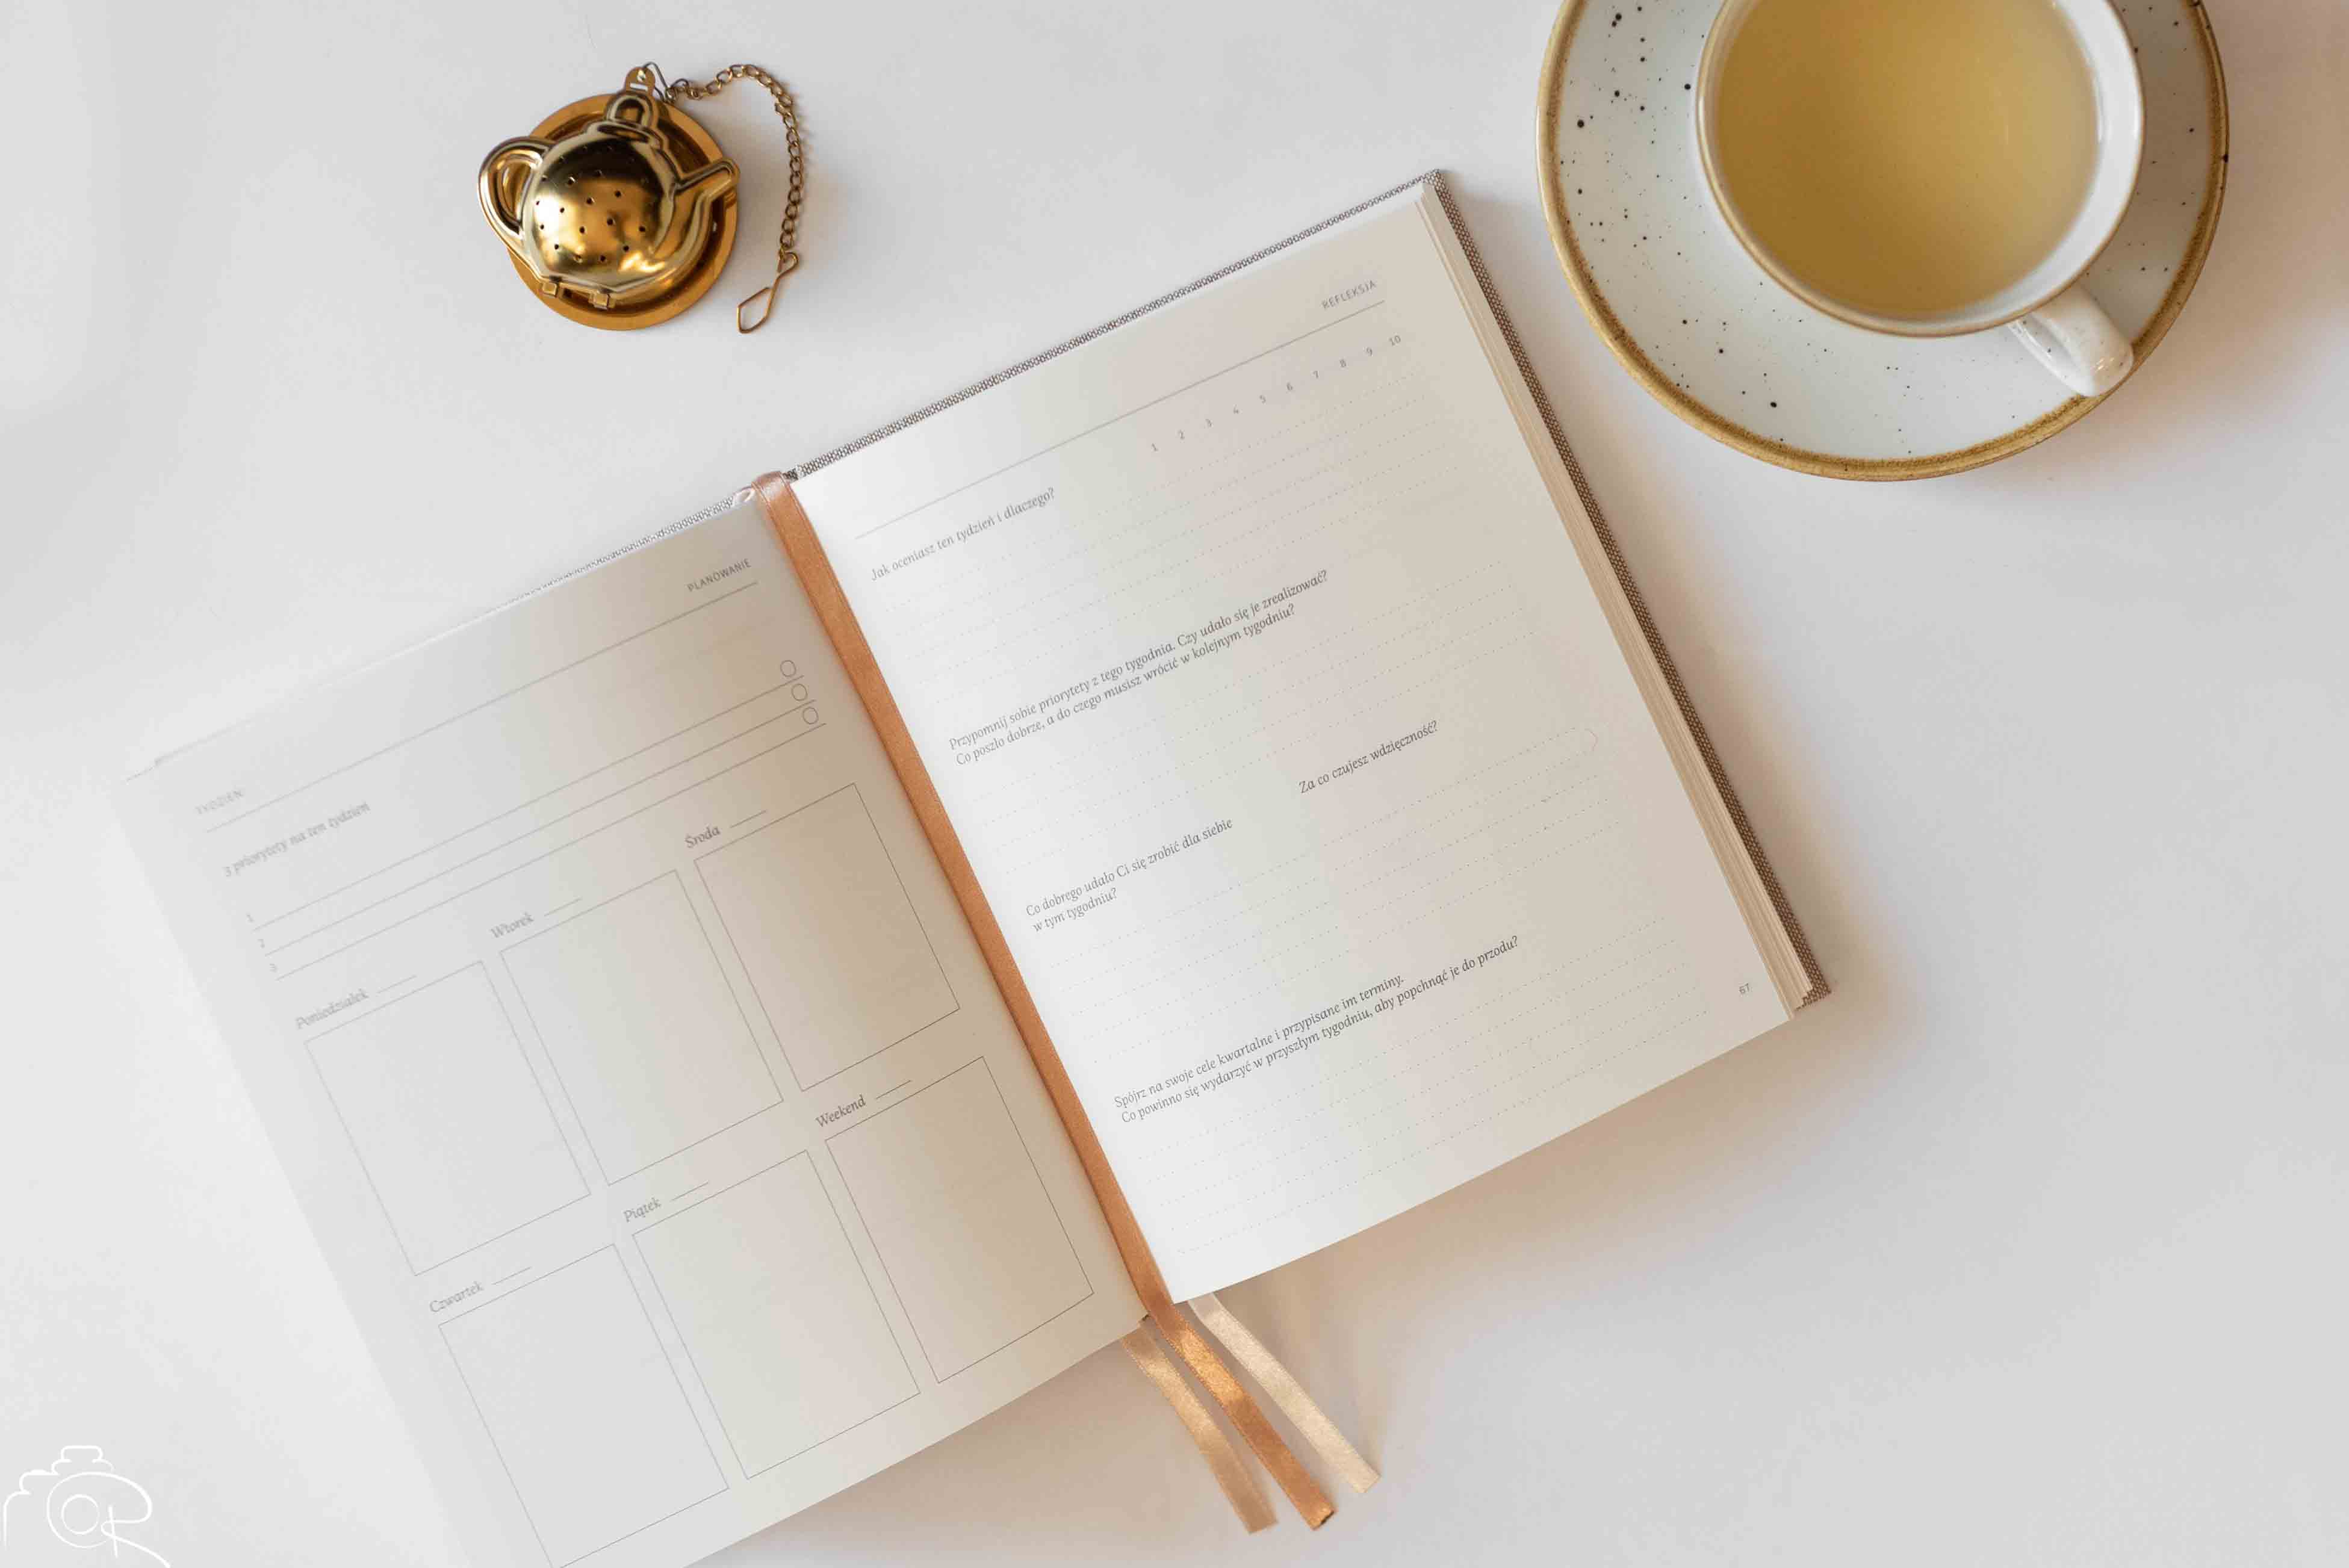 TYDZIEŃ
PLANOWANIE
3 priorytety na ten tydzień
1
2
3
Poniedziałek
Wtorek
Środa
Czwartek
Piątek
Weekend
REFLEKSJA
Jak oceniasz ten tydzień i dlaczego?
1 2 3 4 5 6 7 8 9 10
Przypomnij sobie priorytety z tego tygodnia. Czy udało się je zrealizować?
Co poszło dobrze, a do czego musisz wrócić w kolejnym tygodniu?
Co dobrego udało Ci się zrobić dla siebie
w tym tygodniu?
Za co czujesz wdzięczność?
Spójrz na swoje cele kwartalne i przypisane im terminy.
Co powinno się wydarzyć w przyszłym tygodniu, aby popchnąć je do przodu?
67